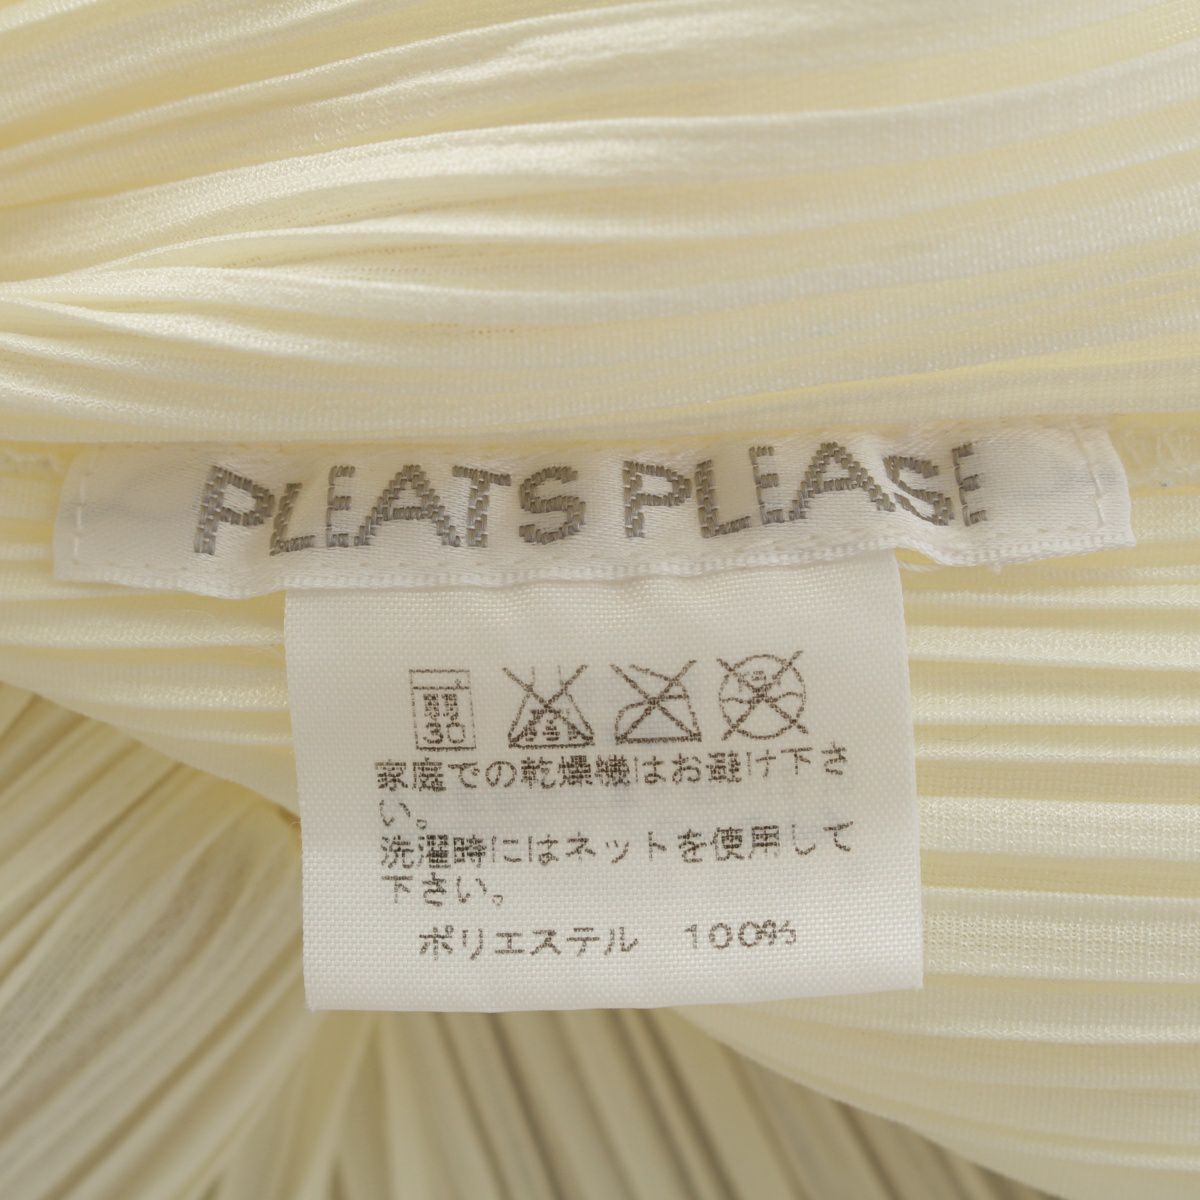 PLEATS PLEASE
弱
30
家庭での乾燥機はお避け下さ
い。
洗濯時にはネットを使用して
下さい。
ポリエステル 100%